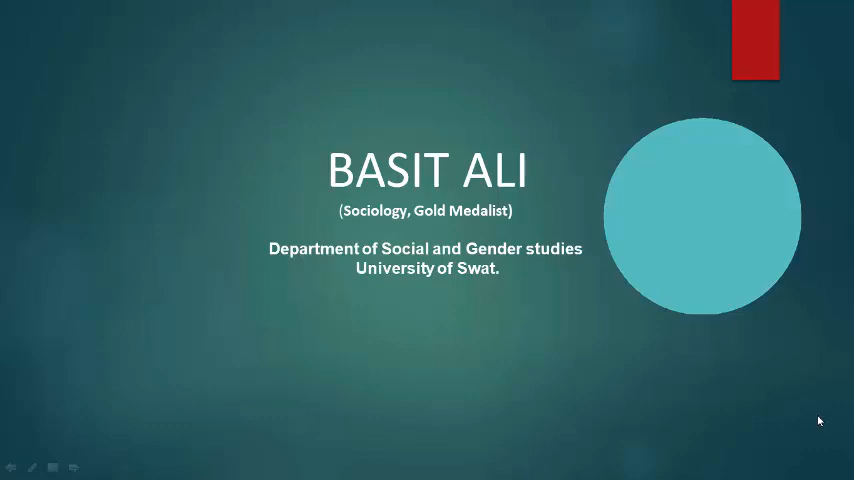 BASIT ALI
(Sociology, Gold Medalist)
Department of Social and Gender studies
University of Swat.